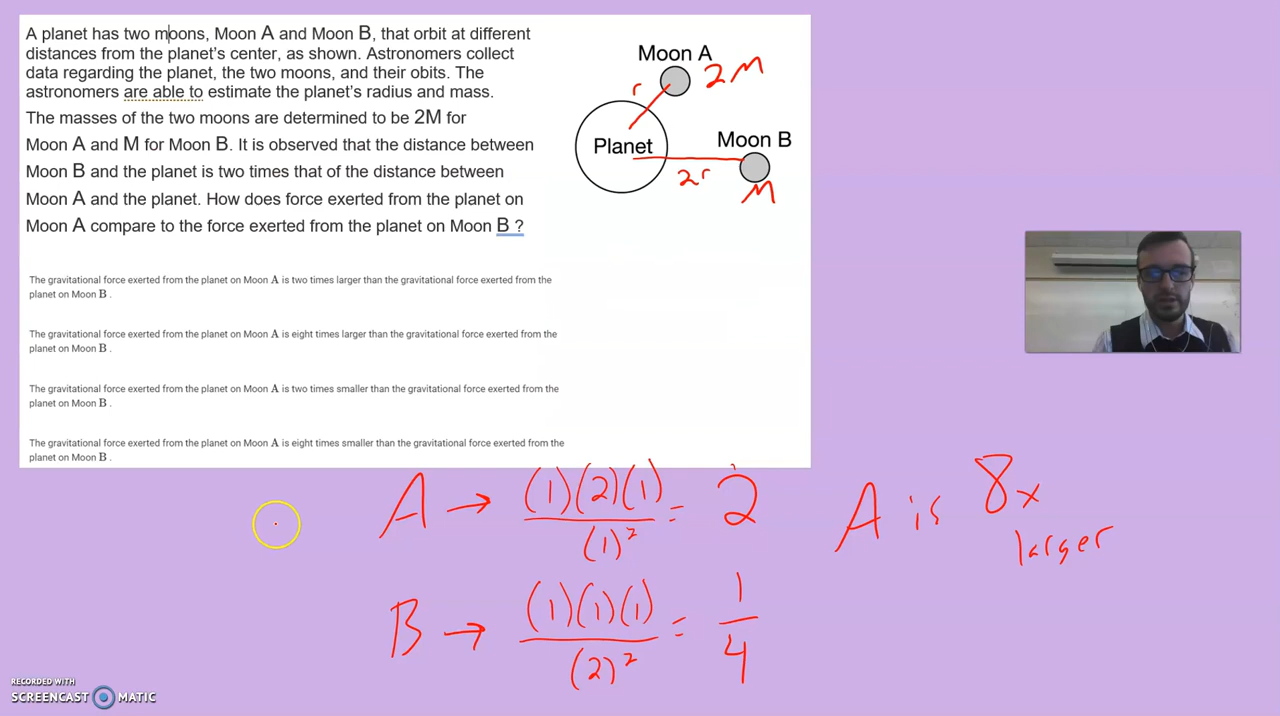 A planet has two moons, Moon A and Moon B, that orbit at different
distances from the planet's center, as shown. Astronomers collect
data regarding the planet, the two moons, and their obits. The
astronomers are able to estimate the planet's radius and mass.
The masses of the two moons are determined to be 2M for
Moon A and M for Moon B. It is observed that the distance between
Moon B and the planet is two times that of the distance between
Moon A and the planet. How does force exerted from the planet on
Moon A compare to the force exerted from the planet on Moon B ?
Moon A
2M
r
Planet
Moon B
2r
M
The gravitational force exerted from the planet on Moon A is two times larger than the gravitational force exerted from the
planet on Moon B .
The gravitational force exerted from the planet on Moon A is eight times larger than the gravitational force exerted from the
planet on Moon B .
The gravitational force exerted from the planet on Moon A is two times smaller than the gravitational force exerted from the
planet on Moon B .
The gravitational force exerted from the planet on Moon A is eight times smaller than the gravitational force exerted from the
planet on Moon B .
A → (1)(2)(1) / (1)² = 2
A is 8x
larger
B → (1)(1)(1) / (2)² = 1/4
RECORDED WITH
SCREENCAST MATIC